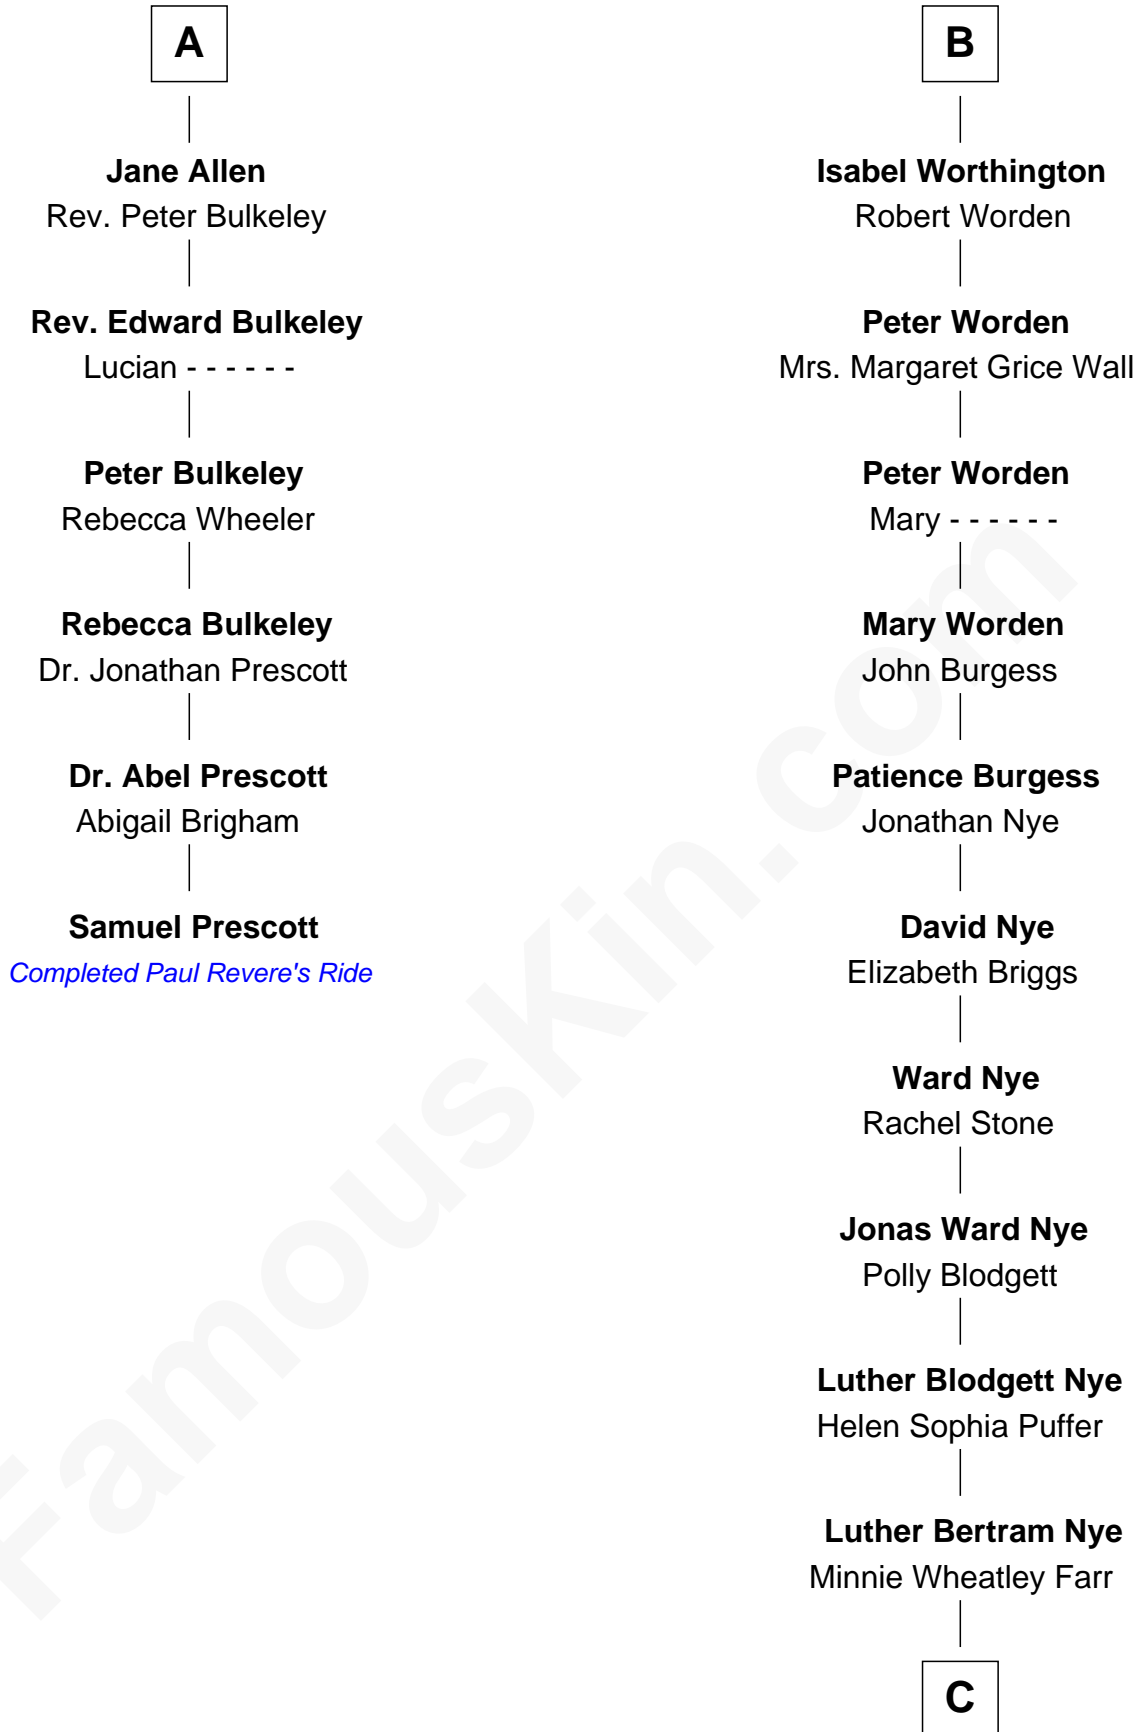 A
Jane Allen
Rev. Peter Bulkeley
Rev. Edward Bulkeley
Lucian - - - - - -
Peter Bulkeley
Rebecca Wheeler
Rebecca Bulkeley
Dr. Jonathan Prescott
Dr. Abel Prescott
Abigail Brigham
Samuel Prescott
Completed Paul Revere's Ride
B
Isabel Worthington
Robert Worden
Peter Worden
Mrs. Margaret Grice Wall
Peter Worden
Mary - - - - - -
Mary Worden
John Burgess
Patience Burgess
Jonathan Nye
David Nye
Elizabeth Briggs
Ward Nye
Rachel Stone
Jonas Ward Nye
Polly Blodgett
Luther Blodgett Nye
Helen Sophia Puffer
Luther Bertram Nye
Minnie Wheatley Farr
C
FamousKin.com